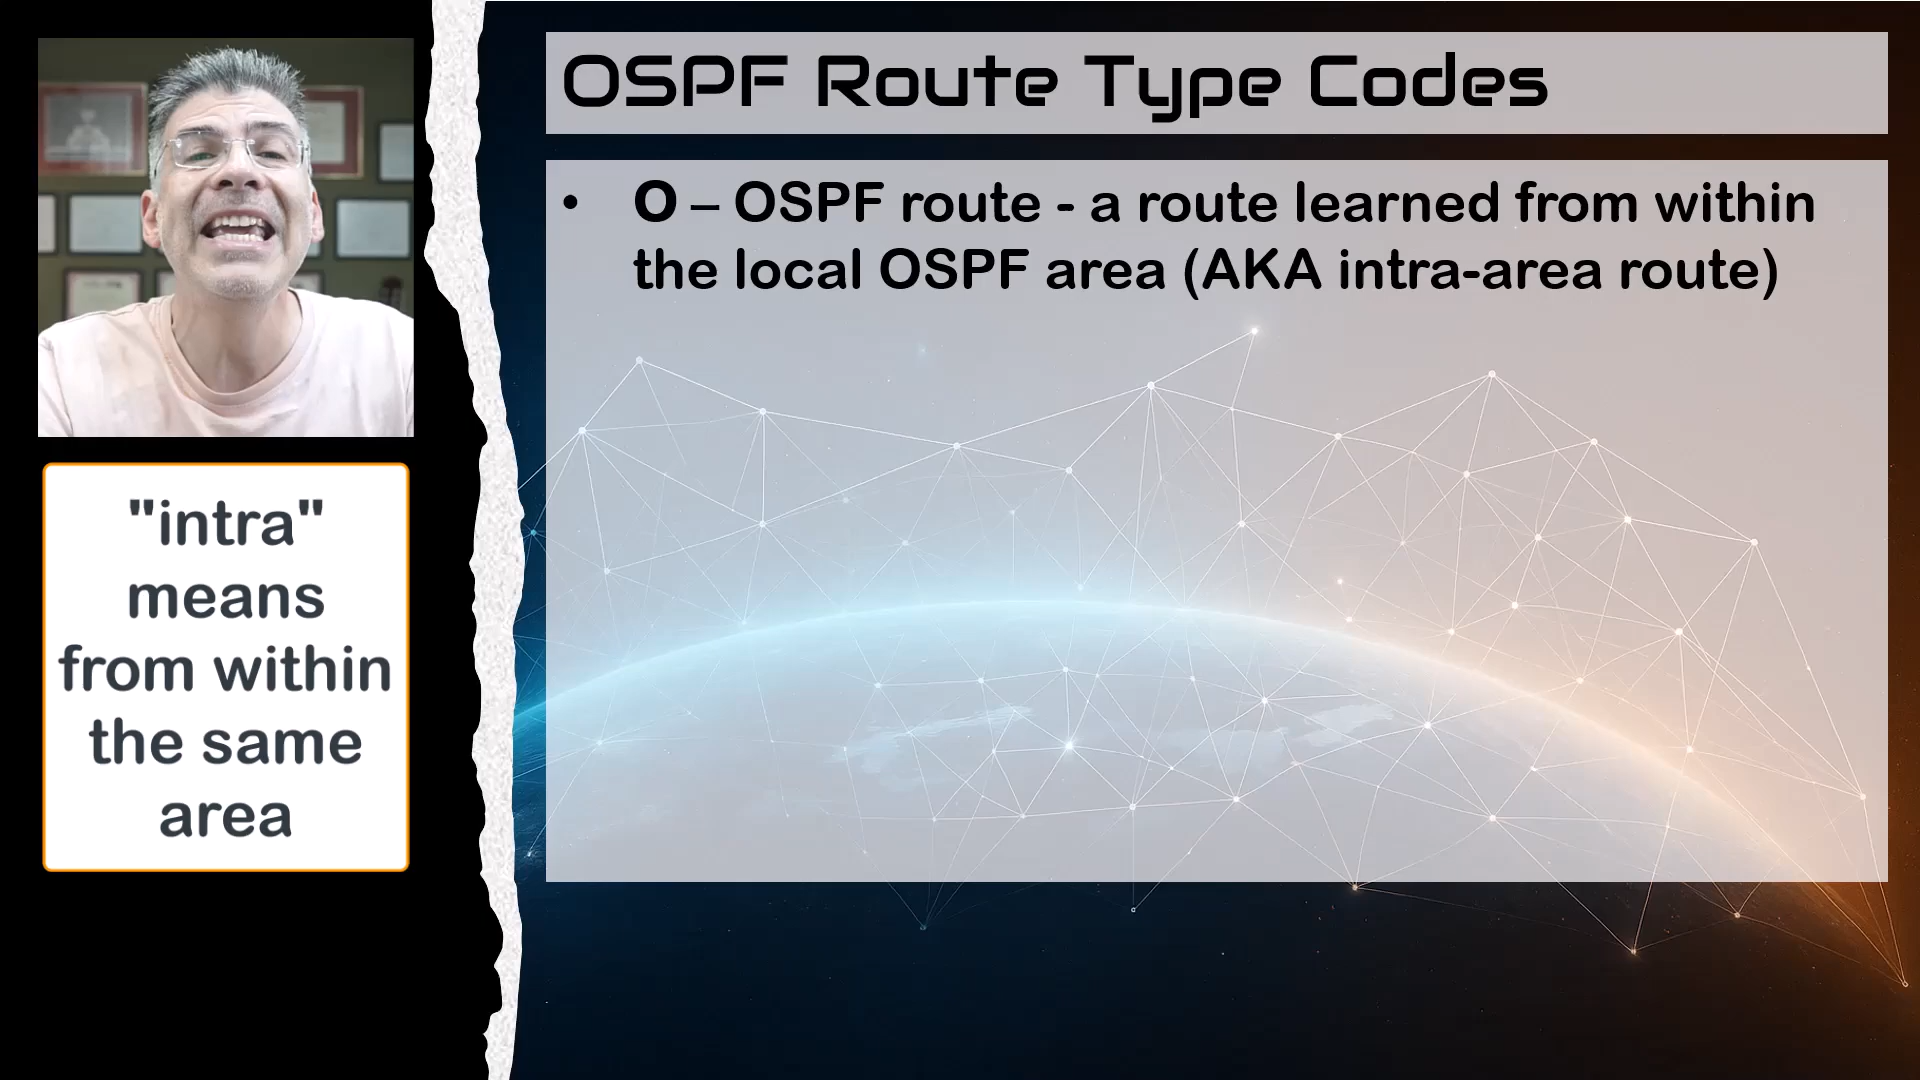 OSPF Route Type Codes
• O – OSPF route - a route learned from within
the local OSPF area (AKA intra-area route)
"intra"
means
from within
the same
area